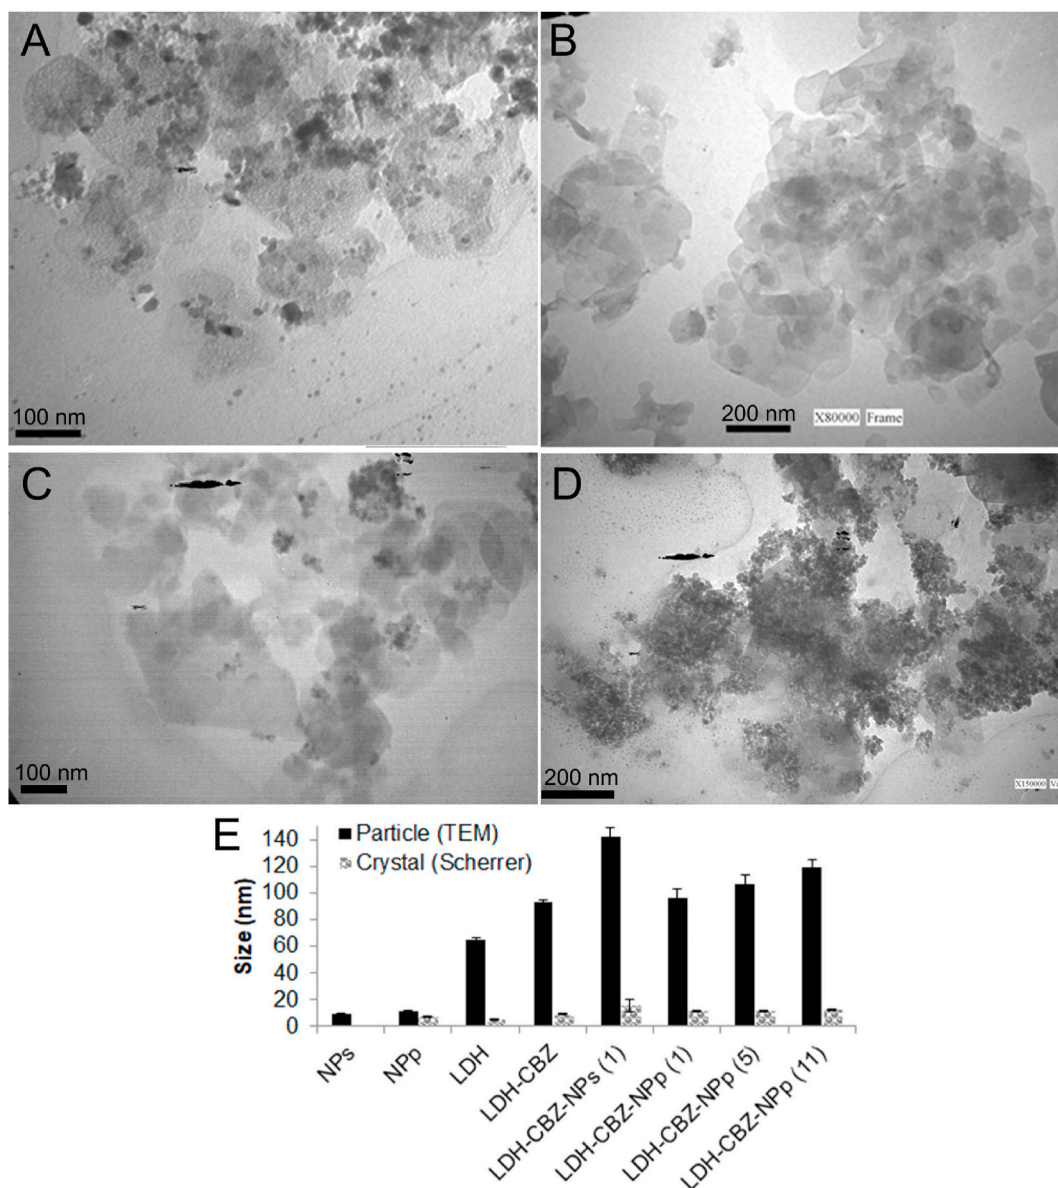 A
B
100 nm
200 nm
X80000 Frame
C
D
100 nm
200 nm
X150000
E
Particle (TEM)
Crystal (Scherrer)
Size (nm)
140
120
100
80
60
40
20
0
NPs
NPp
LDH
LDH-CBZ
LDH-CBZ-NPs (1)
LDH-CBZ-NPp (1)
LDH-CBZ-NPp (5)
LDH-CBZ-NPp (11)